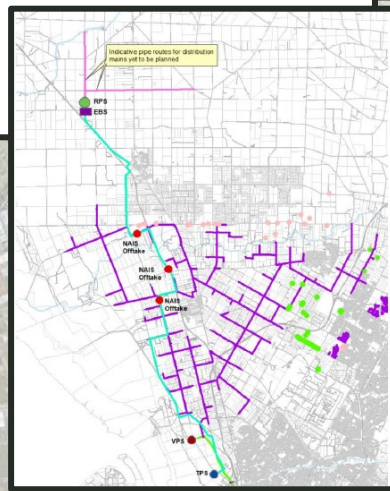 Indicative pipe routes for distribution
mains yet to be planned
RPS
EBS
NAIS
Offtake
NAIS
Offtake
NAIS
Offtake
VPS
TPS